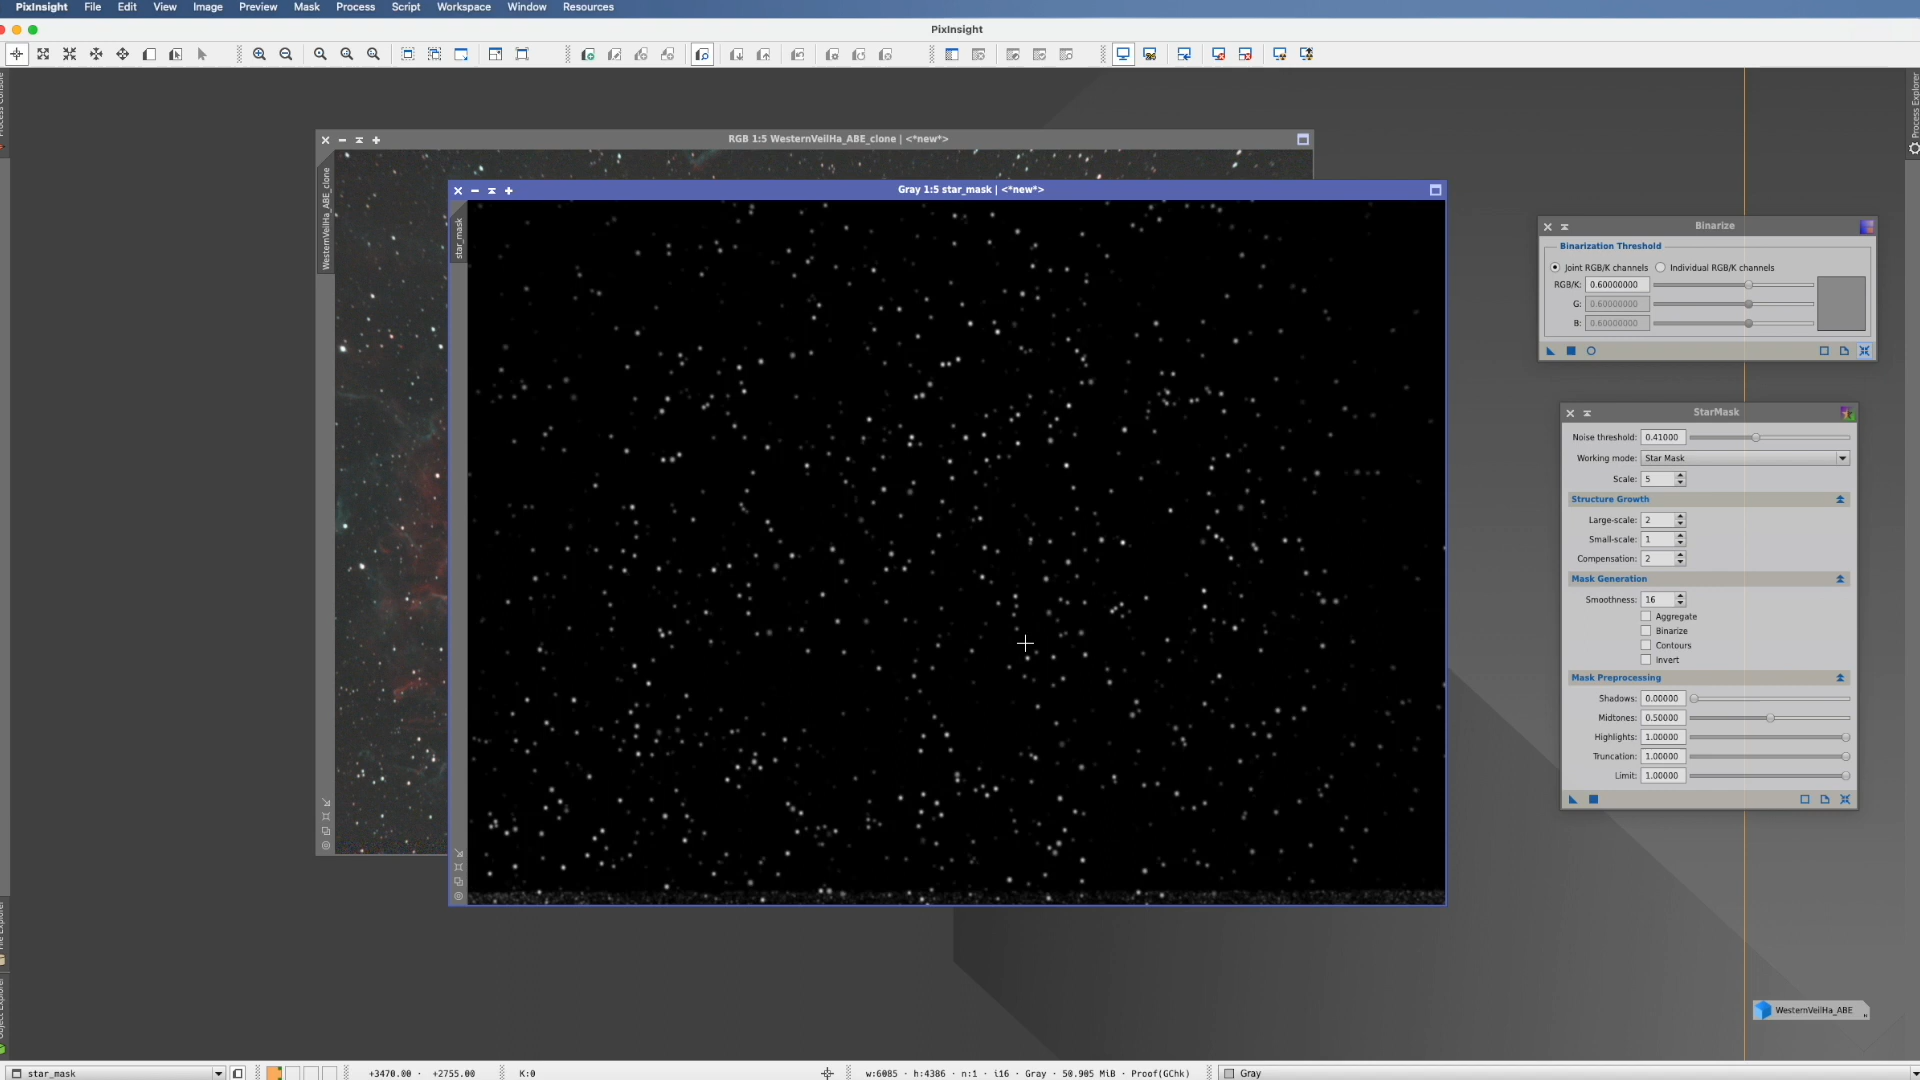 PixInsight File Edit View Image Preview Mask Process Script Workspace Window Resources
PixInsight
RGB 1:5 WesternVeilHa_ABE_clone | <*new*>
WesternVeilHa_ABE_clone
Gray 1:5 star_mask | <*new*>
star_mask
Process Explorer
Binarize
Binarization Threshold
Joint RGB/K channels Individual RGB/K channels
RGB/K: 0.60000000
G: 0.60000000
B: 0.60000000
StarMask
Noise threshold: 0.41000
Working mode: Star Mask
Scale: 5
Structure Growth
Large-scale: 2
Small-scale: 1
Compensation: 2
Mask Generation
Smoothness: 16
Aggregate
Binarize
Contours
Invert
Mask Preprocessing
Shadows: 0.00000
Midtones: 0.50000
Highlights: 1.00000
Truncation: 1.00000
Limit: 1.00000
WesternVeilHa_ABE
star_mask +3470.00 · +2755.00 K:0 w:6085 · h:4386 · n:1 · i16 · Gray · 50.905 MiB · Proof(GChk) Gray